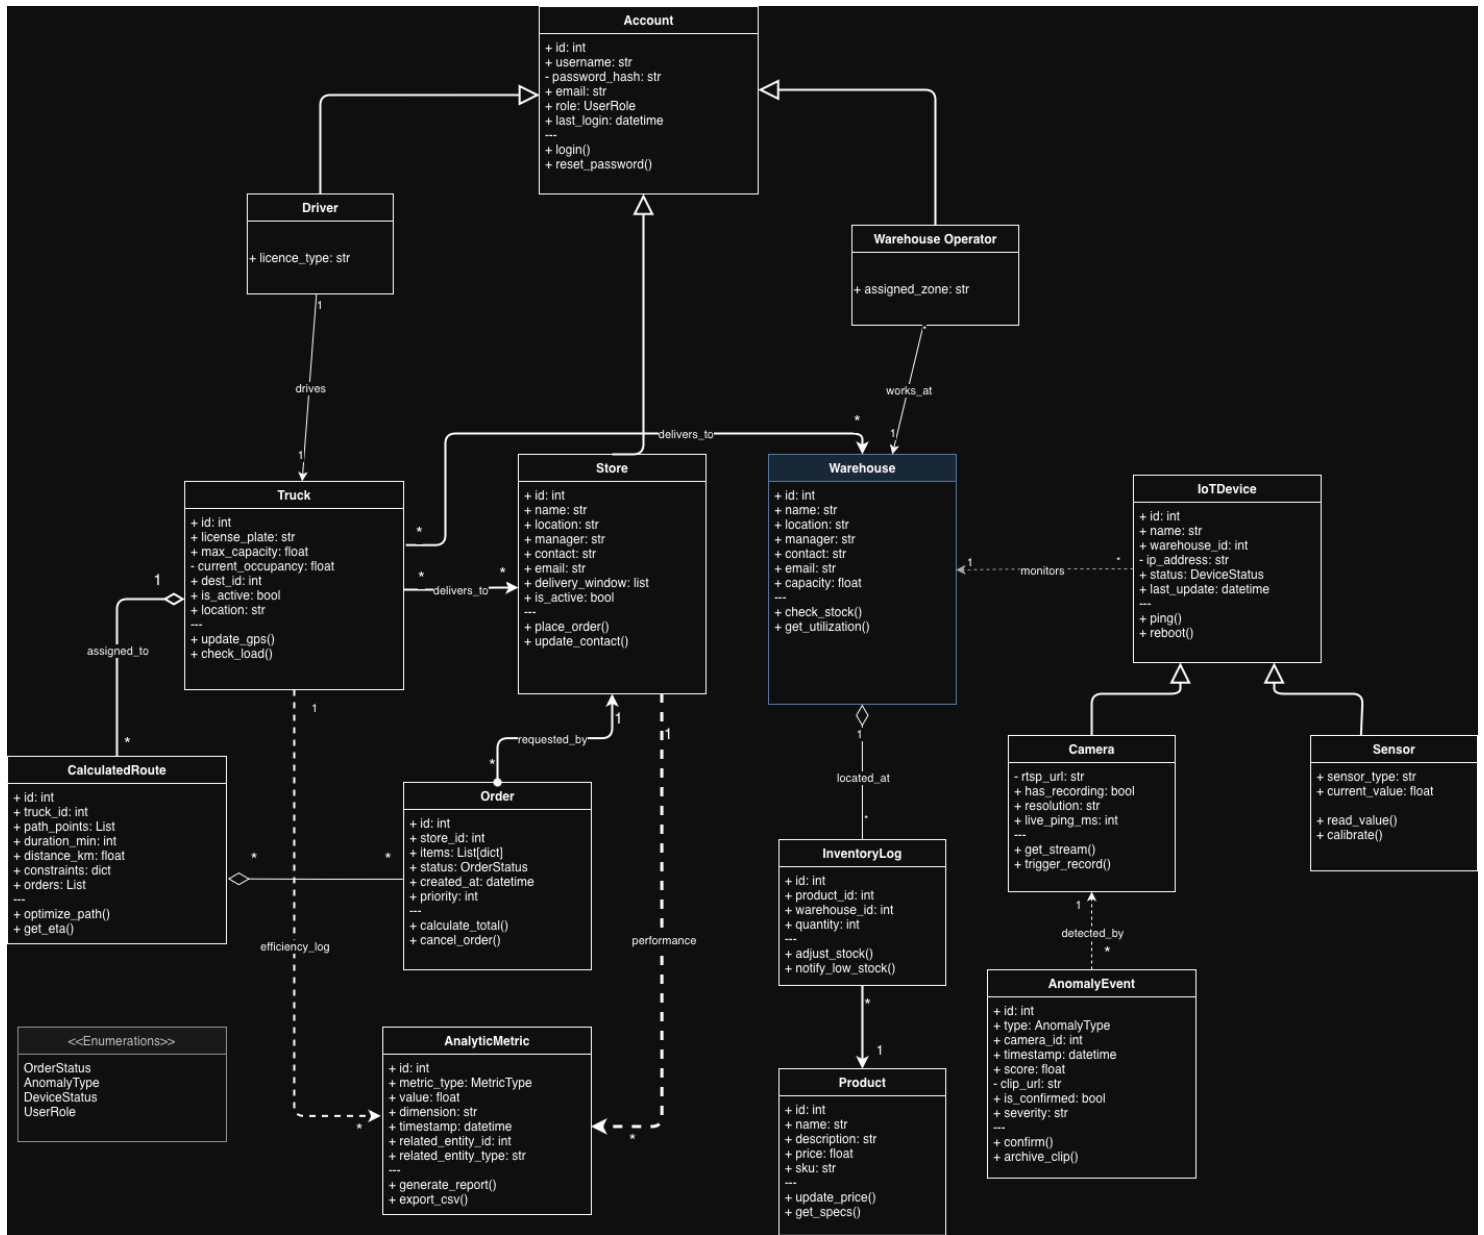 Account
+ id: int
+ username: str
- password_hash: str
+ email: str
+ role: UserRole
+ last_login: datetime
---
+ login()
+ reset_password()
Driver
+ licence_type: str
Warehouse Operator
+ assigned_zone: str
1
drives
1
*
works_at
1
delivers_to
*
*
Truck
+ id: int
+ license_plate: str
+ max_capacity: float
- current_occupancy: float
+ dest_id: int
+ is_active: bool
+ location: str
---
+ update_gps()
+ check_load()
*
delivers_to
*
Store
+ id: int
+ name: str
+ location: str
+ manager: str
+ contact: str
+ email: str
+ delivery_window: list
+ is_active: bool
---
+ place_order()
+ update_contact()
Warehouse
+ id: int
+ name: str
+ location: str
+ manager: str
+ contact: str
+ email: str
+ capacity: float
---
+ check_stock()
+ get_utilization()
1
monitors
*
IoTDevice
+ id: int
+ name: str
+ warehouse_id: int
- ip_address: str
+ status: DeviceStatus
+ last_update: datetime
---
+ ping()
+ reboot()
1
assigned_to
*
1
requested_by
1
*
1
1
located_at
*
CalculatedRoute
+ id: int
+ truck_id: int
+ path_points: List
+ duration_min: int
+ distance_km: float
+ constraints: dict
+ orders: List
---
+ optimize_path()
+ get_eta()
*
*
Order
+ id: int
+ store_id: int
+ items: List[dict]
+ status: OrderStatus
+ created_at: datetime
+ priority: int
---
+ calculate_total()
+ cancel_order()
Camera
- rtsp_url: str
+ has_recording: bool
+ resolution: str
+ live_ping_ms: int
---
+ get_stream()
+ trigger_record()
Sensor
+ sensor_type: str
+ current_value: float
+ read_value()
+ calibrate()
InventoryLog
+ id: int
+ product_id: int
+ warehouse_id: int
+ quantity: int
---
+ adjust_stock()
+ notify_low_stock()
efficiency_log
performance
1
detected_by
*
*
1
AnomalyEvent
+ id: int
+ type: AnomalyType
+ camera_id: int
+ timestamp: datetime
+ score: float
- clip_url: str
+ is_confirmed: bool
+ severity: str
---
+ confirm()
+ archive_clip()
<<Enumerations>>
OrderStatus
AnomalyType
DeviceStatus
UserRole
*
AnalyticMetric
+ id: int
+ metric_type: MetricType
+ value: float
+ dimension: str
+ timestamp: datetime
+ related_entity_id: int
+ related_entity_type: str
---
+ generate_report()
+ export_csv()
*
Product
+ id: int
+ name: str
+ description: str
+ price: float
+ sku: str
---
+ update_price()
+ get_specs()